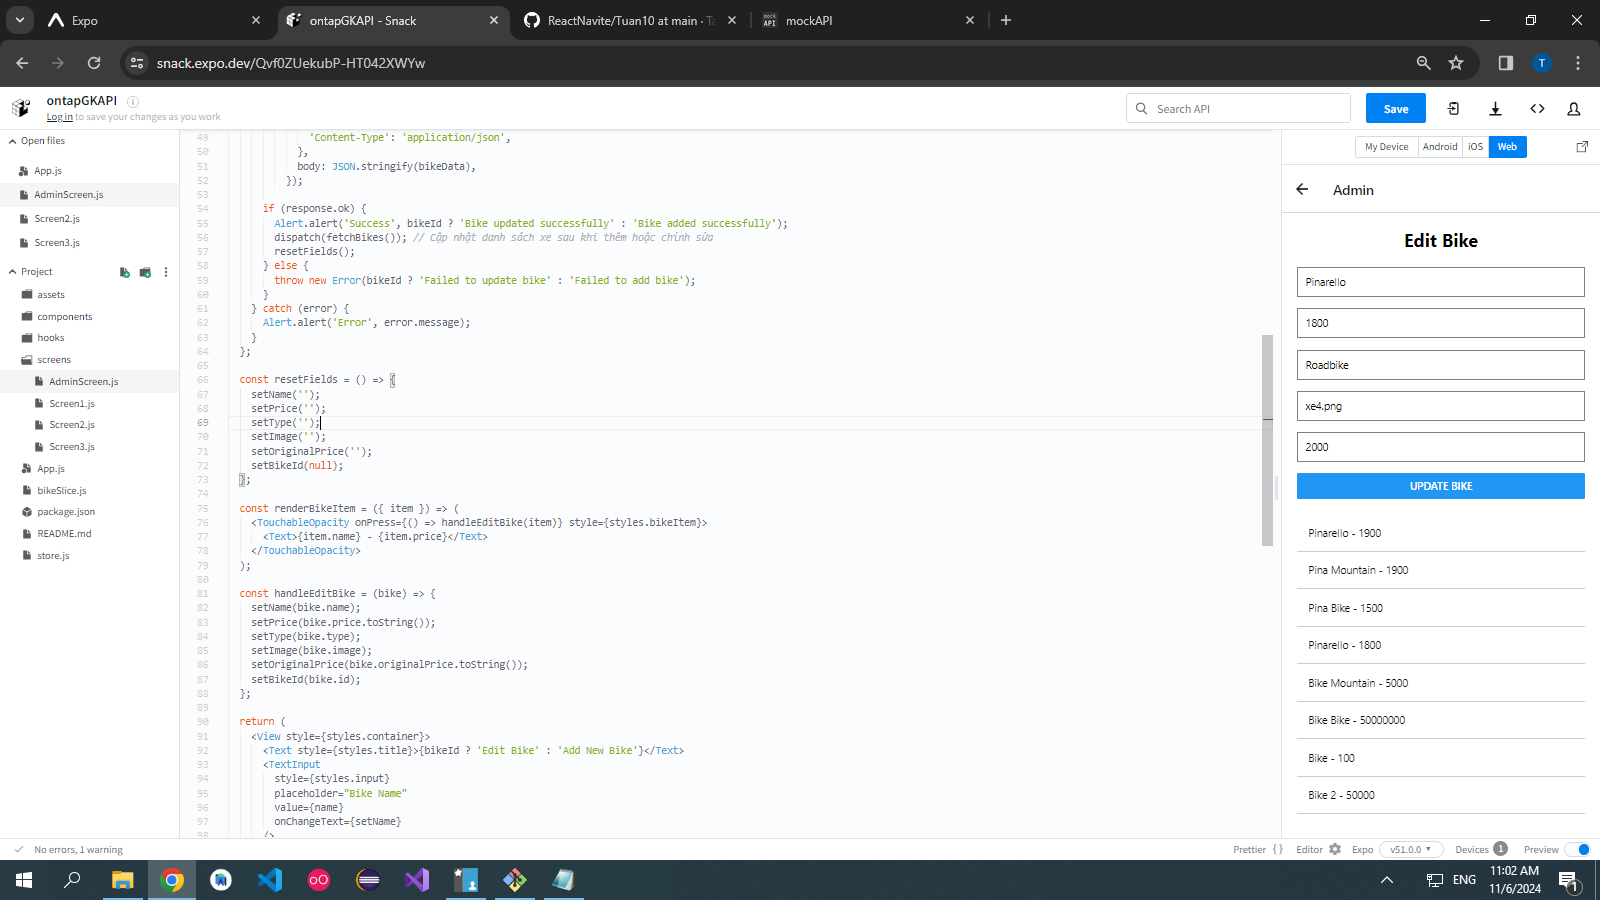 Expo
ontapGKAPI - Snack
ReactNavite/Tuan10 at main · T
mockAPI
snack.expo.dev/Qvf0ZUekubP-HT042XWYw
T
ontapGKAPI
Log in to save your changes as you work
Search API
Save
Open files
App.js
AdminScreen.js
Screen2.js
Screen3.js
Project
assets
components
hooks
screens
AdminScreen.js
Screen1.js
Screen2.js
Screen3.js
App.js
bikeSlice.js
package.json
README.md
store.js
49 'Content-Type': 'application/json',
50 },
51 body: JSON.stringify(bikeData),
52 });
53
54 if (response.ok) {
55 Alert.alert('Success', bikeId ? 'Bike updated successfully' : 'Bike added successfully');
56 dispatch(fetchBikes()); // Cập nhật danh sách xe sau khi thêm hoặc chỉnh sửa
57 resetFields();
58 } else {
59 throw new Error(bikeId ? 'Failed to update bike' : 'Failed to add bike');
60 }
61 } catch (error) {
62 Alert.alert('Error', error.message);
63 }
64 };
65
66 const resetFields = () => {
67 setName('');
68 setPrice('');
69 setType('');
70 setImage('');
71 setOriginalPrice('');
72 setBikeId(null);
73 };
74
75 const renderBikeItem = ({ item }) => (
76 <TouchableOpacity onPress={() => handleEditBike(item)} style={styles.bikeItem}>
77 <Text>{item.name} - {item.price}</Text>
78 </TouchableOpacity>
79 );
80
81 const handleEditBike = (bike) => {
82 setName(bike.name);
83 setPrice(bike.price.toString());
84 setType(bike.type);
85 setImage(bike.image);
86 setOriginalPrice(bike.originalPrice.toString());
87 setBikeId(bike.id);
88 };
89
90 return (
91 <View style={styles.container}>
92 <Text style={styles.title}>{bikeId ? 'Edit Bike' : 'Add New Bike'}</Text>
93 <TextInput
94 style={styles.input}
95 placeholder="Bike Name"
96 value={name}
97 onChangeText={setName}
98 />
My Device Android iOS Web
Admin
Edit Bike
Pinarello
1800
Roadbike
xe4.png
2000
UPDATE BIKE
Pinarello - 1900
Pina Mountain - 1900
Pina Bike - 1500
Pinarello - 1800
Bike Mountain - 5000
Bike Bike - 50000000
Bike - 100
Bike 2 - 50000
No errors, 1 warning
Prettier {} Editor Expo v51.0.0 Devices 1 Preview
ENG
11:02 AM
11/6/2024
1